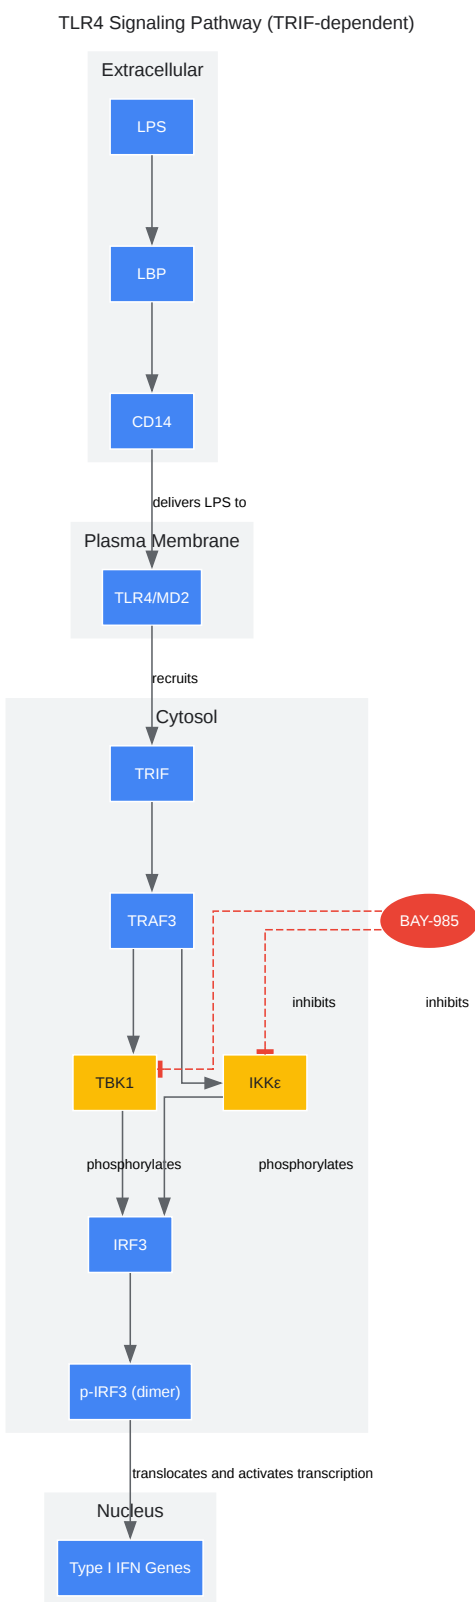 TLR4 Signaling Pathway (TRIF-dependent)
Extracellular
LPS
LBP
CD14
delivers LPS to
Plasma Membrane
TLR4/MD2
recruits
Cytosol
TRIF
TRAF3
BAY-985
inhibits
inhibits
TBK1
IKKε
phosphorylates
phosphorylates
IRF3
p-IRF3 (dimer)
translocates and activates transcription
Nucleus
Type I IFN Genes